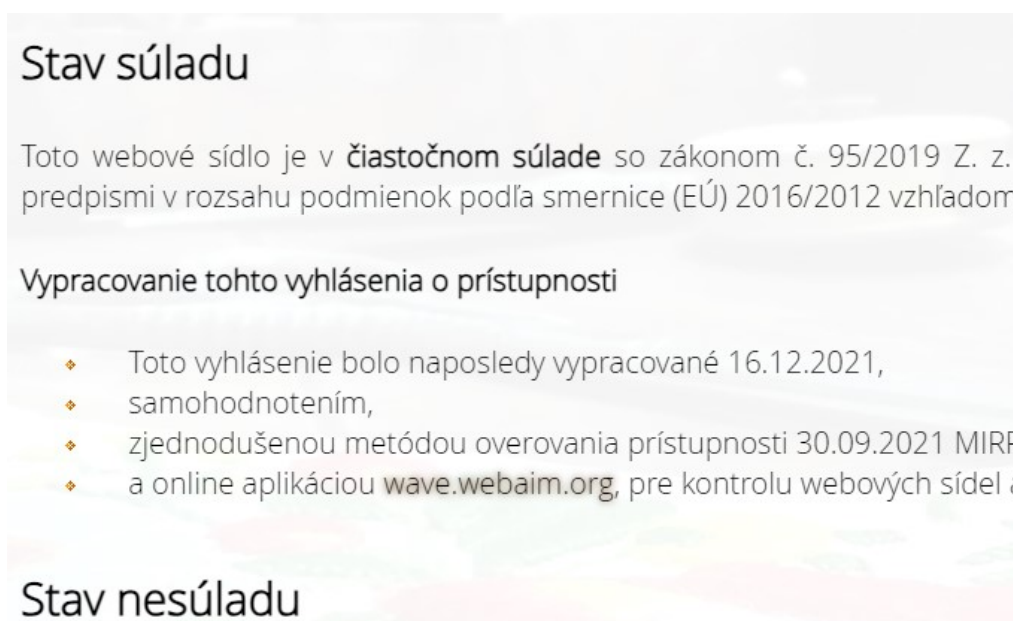 Stav súladu
Toto webové sídlo je v čiastočnom súlade so zákonom č. 95/2019 Z. z.
predpismi v rozsahu podmienok podľa smernice (EÚ) 2016/2012 vzhľadom
Vypracovanie tohto vyhlásenia o prístupnosti
Toto vyhlásenie bolo naposledy vypracované 16.12.2021,
samohodnotením,
zjednodušenou metódou overovania prístupnosti 30.09.2021
a online aplikáciou wave.webaim.org, pre kontrolu webových sídel
Stav nesúladu